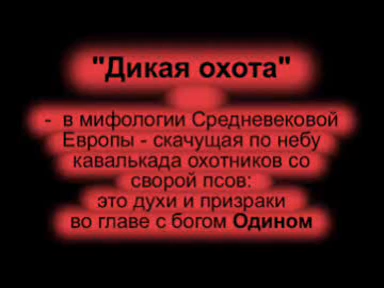 "Дикая охота"
- в мифологии Средневековой
Европы - скачущая по небу
кавалькада охотников со
сворой псов:
это духи и призраки
во главе с богом Одином